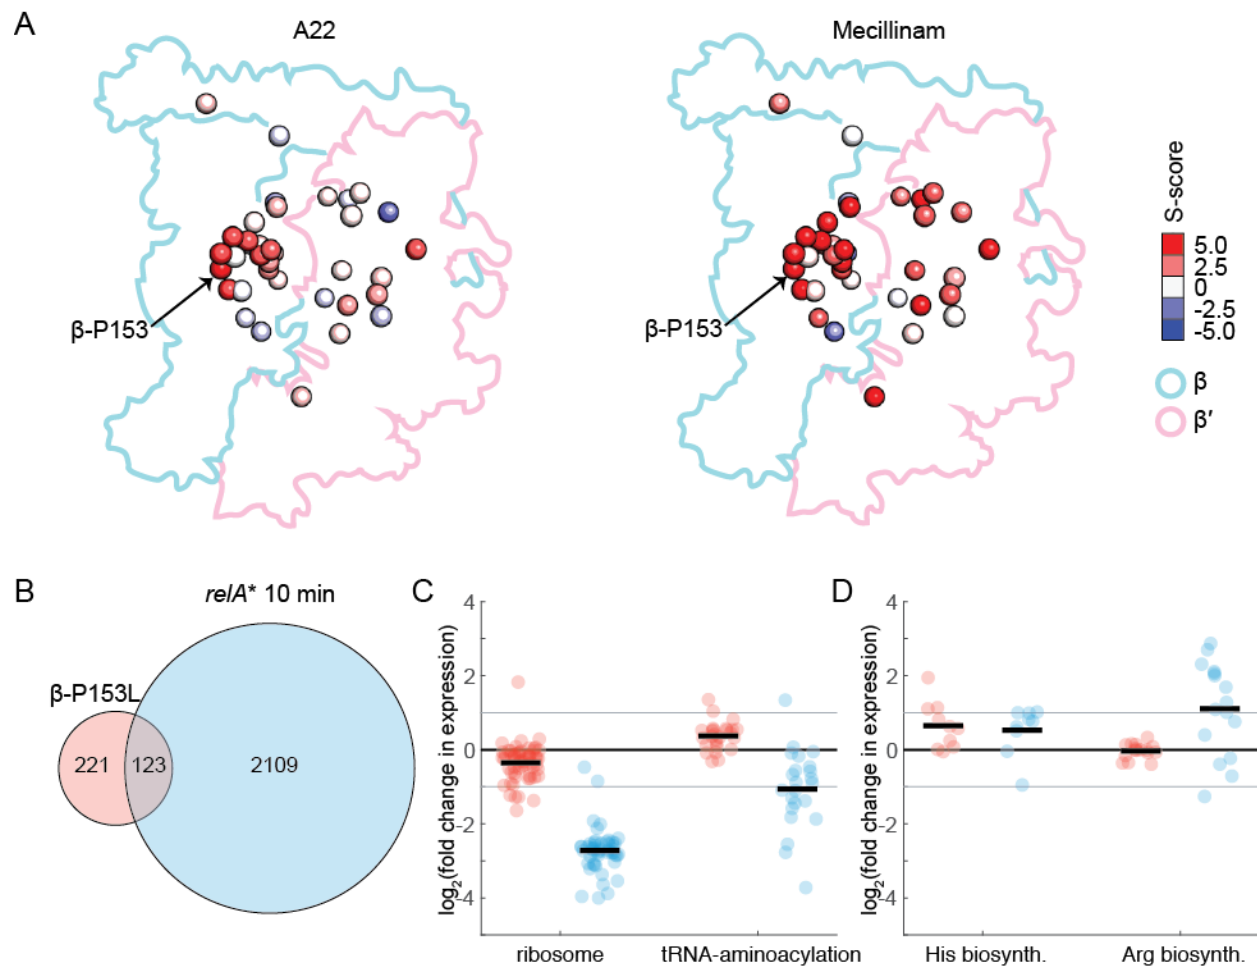 A
A22
Mecillinam
β-P153
β-P153
S-score
5.0
2.5
0
-2.5
-5.0
β
β′
B
relA* 10 min
β-P153L
221
123
2109
C
log2(fold change in expression)
4
2
0
-2
-4
ribosome
tRNA-aminoacylation
D
log2(fold change in expression)
4
2
0
-2
-4
His biosynth.
Arg biosynth.